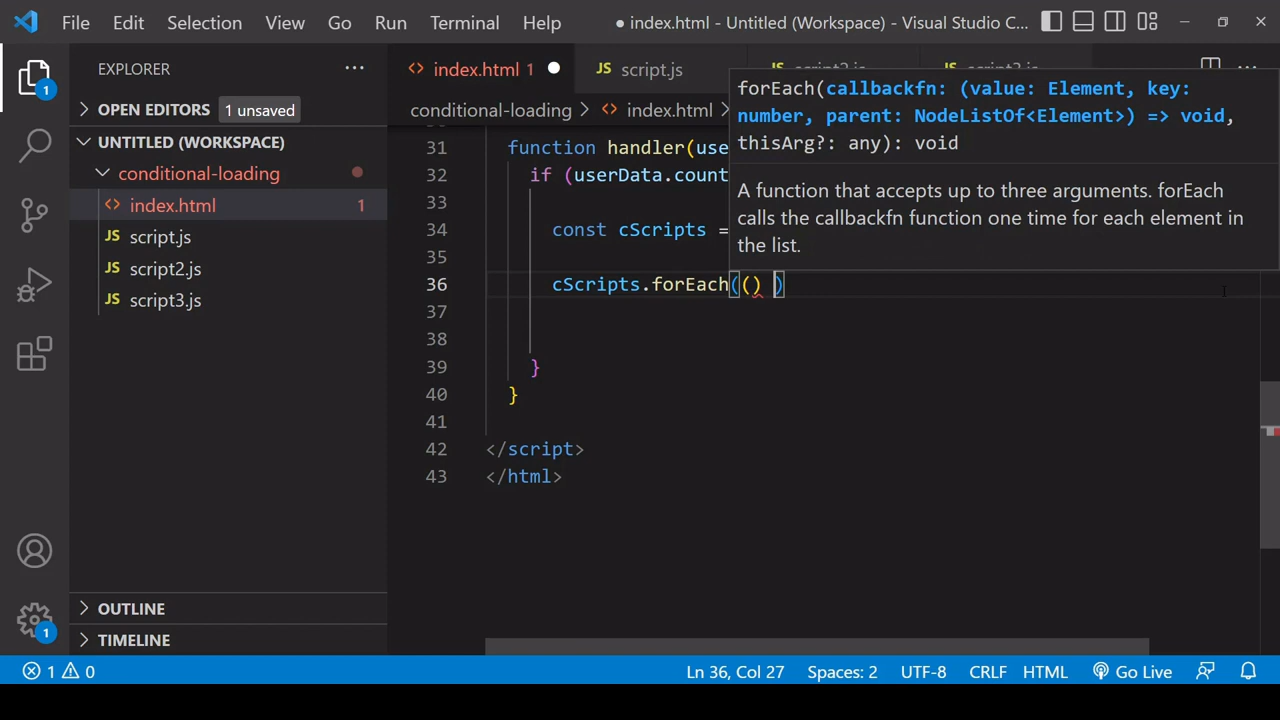 File Edit Selection View Go Run Terminal Help ● index.html - Untitled (Workspace) - Visual Studio C...
EXPLORER ...
OPEN EDITORS 1 unsaved
UNTITLED (WORKSPACE)
conditional-loading
index.html 1
JS script.js
JS script2.js
JS script3.js
OUTLINE
TIMELINE
1
1
index.html 1 JS script.js
conditional-loading > index.html >
forEach(callbackfn: (value: Element, key:
number, parent: NodeListOf<Element>) => void,
thisArg?: any): void
A function that accepts up to three arguments. forEach
calls the callbackfn function one time for each element in
the list.
31 function handler(use
32 if (userData.count
33
34 const cScripts =
35
36 cScripts.forEach(() )
37
38
39 }
40 }
41
42 </script>
43 </html>
1 0 Ln 36, Col 27 Spaces: 2 UTF-8 CRLF HTML Go Live